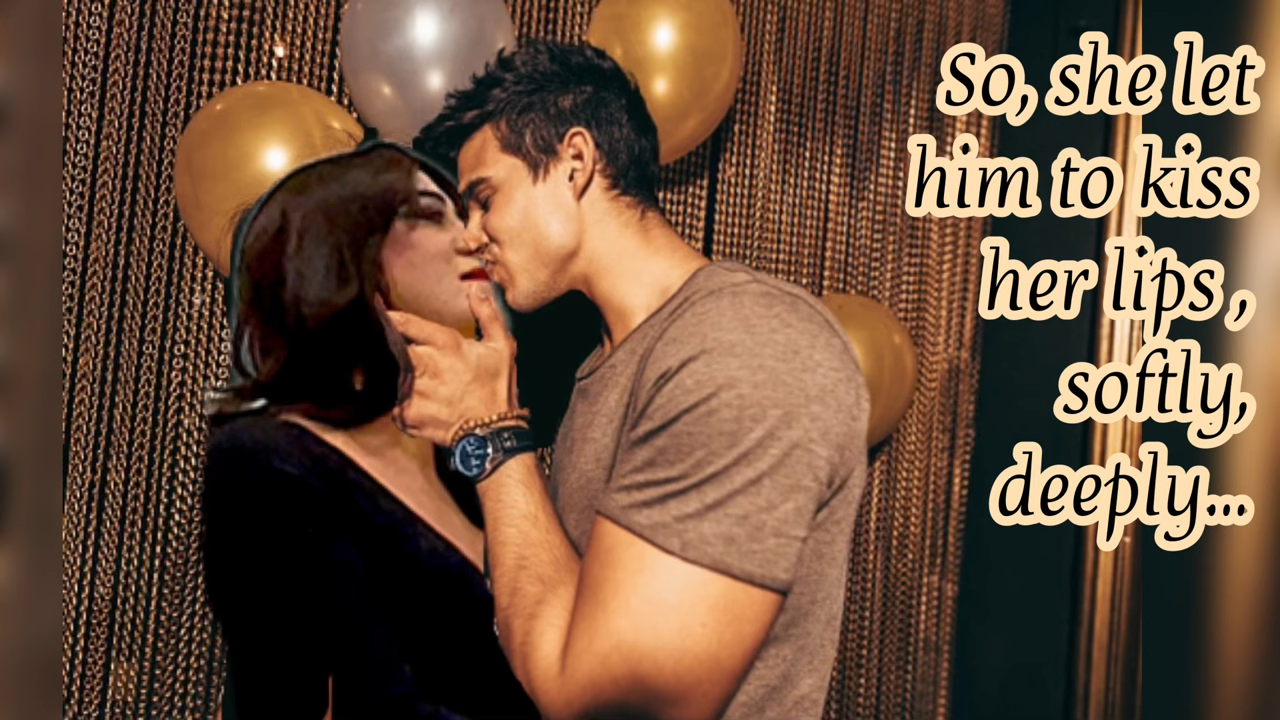 So, she let
him to kiss
her lips ,
softly,
deeply...